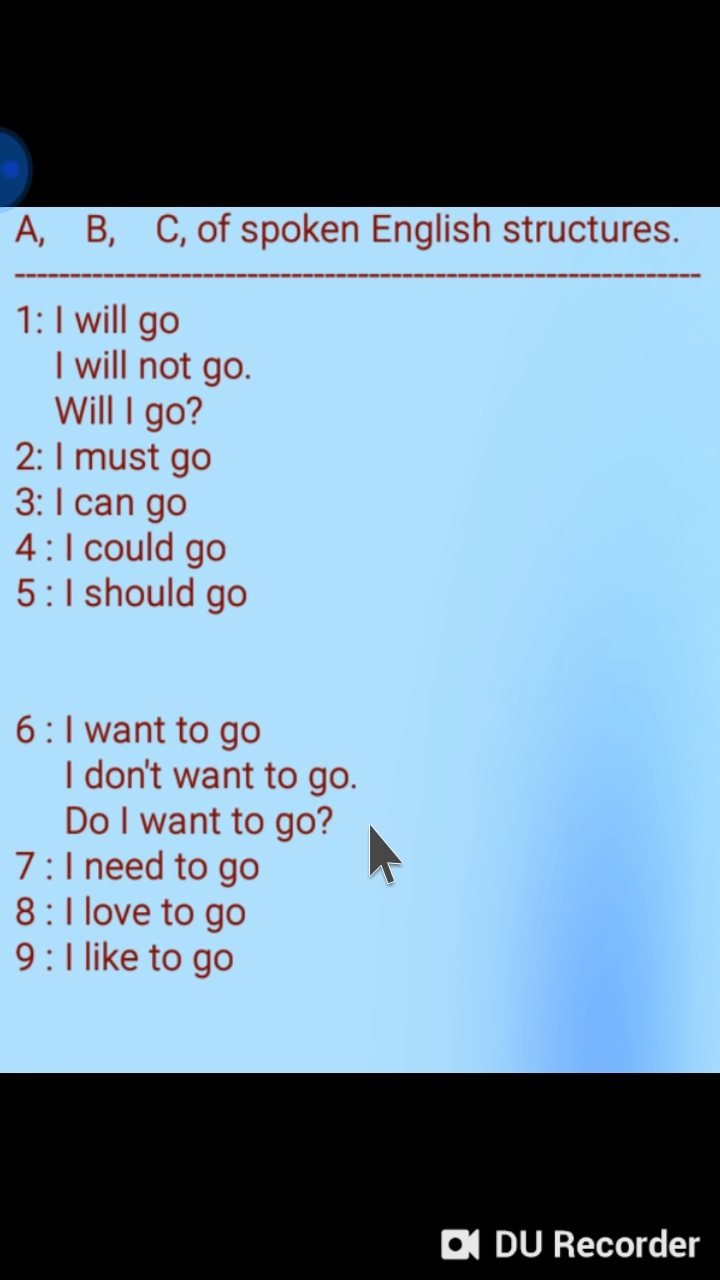 A, B, C, of spoken English structures.
---------------------------------------------------------------
1: I will go
I will not go.
Will I go?
2: I must go
3: I can go
4 : I could go
5 : I should go
6 : I want to go
I don't want to go.
Do I want to go?
7 : I need to go
8 : I love to go
9 : I like to go
DU Recorder